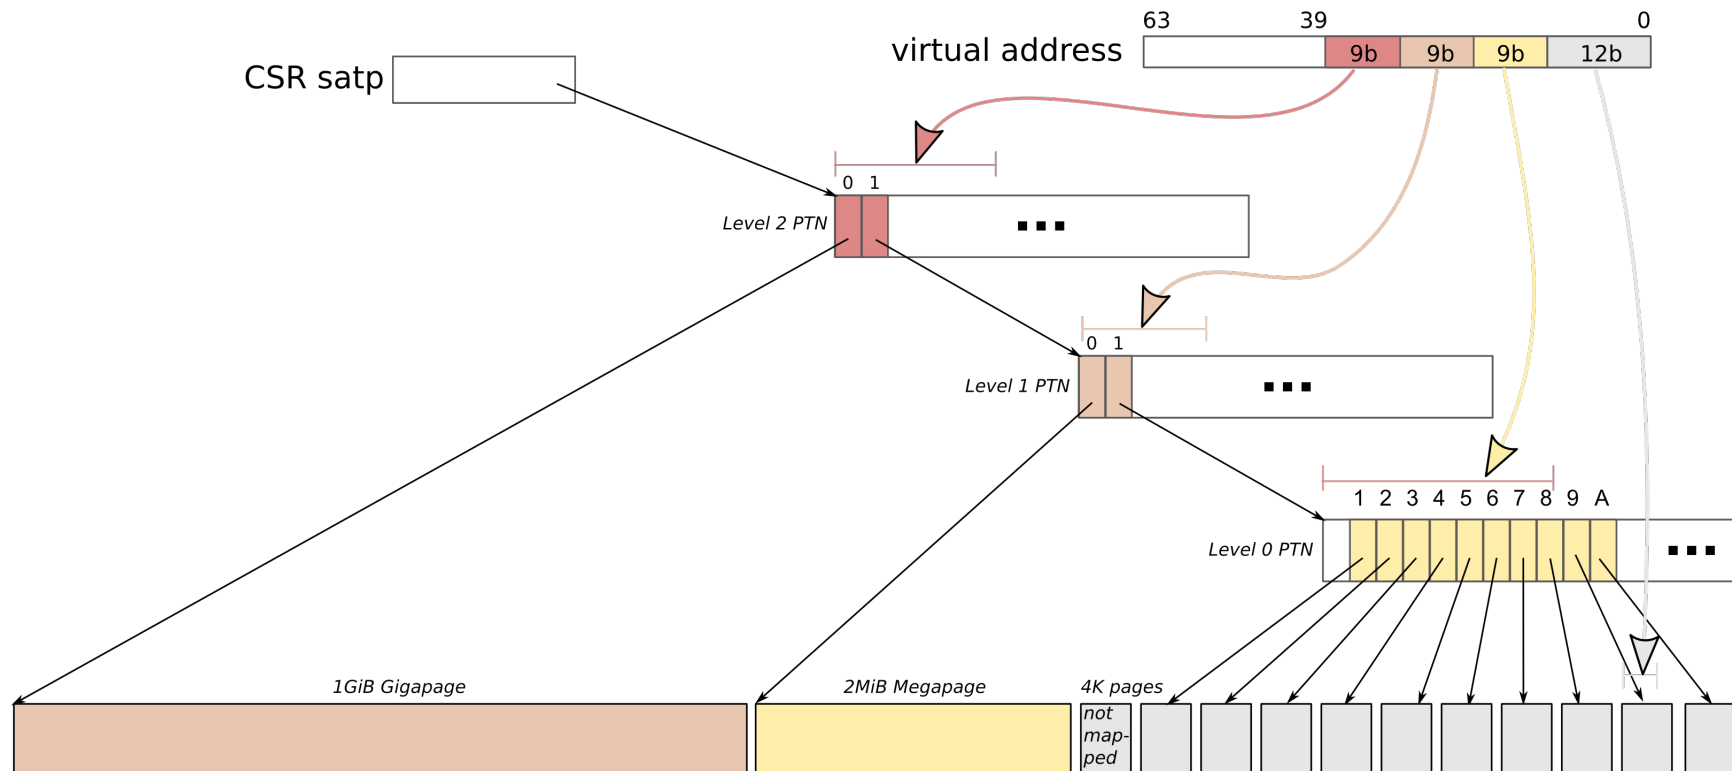 63 39 0
virtual address 9b 9b 9b 12b
CSR satp
0 1
Level 2 PTN
0 1
Level 1 PTN
1 2 3 4 5 6 7 8 9 A
Level 0 PTN
1GiB Gigapage 2MiB Megapage 4K pages
not
map-
ped